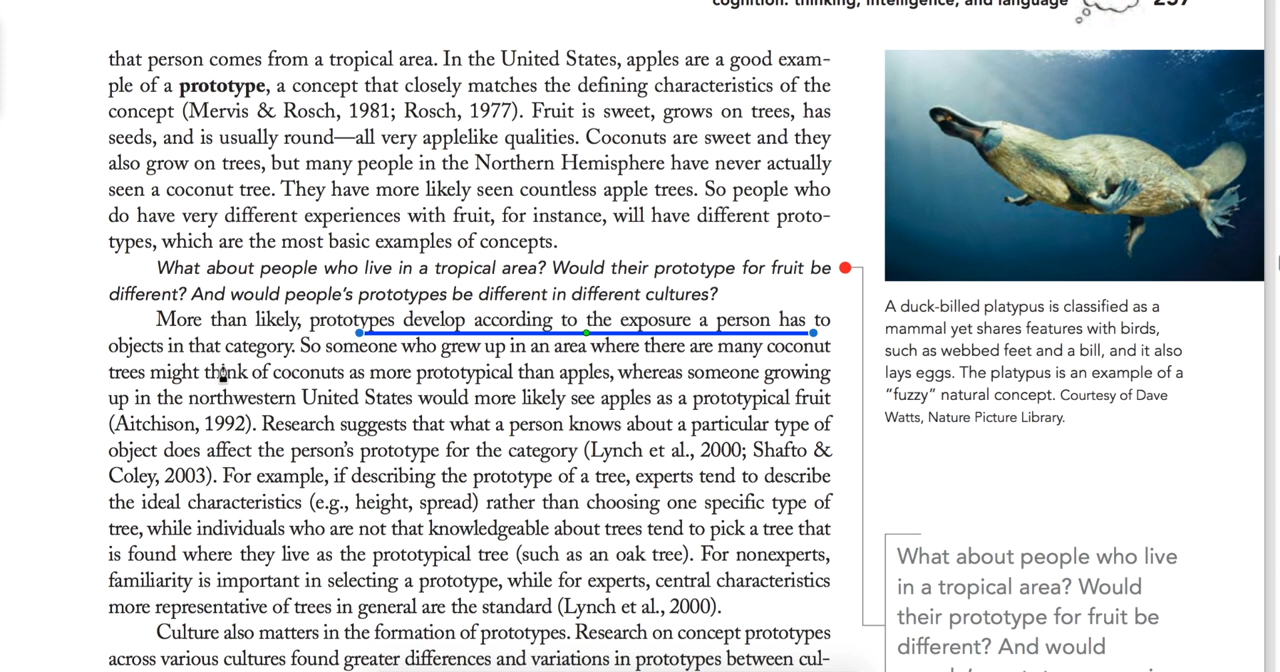 cognition: thinking, intelligence, and language 237
that person comes from a tropical area. In the United States, apples are a good exam-
ple of a prototype, a concept that closely matches the defining characteristics of the
concept (Mervis & Rosch, 1981; Rosch, 1977). Fruit is sweet, grows on trees, has
seeds, and is usually round—all very applelike qualities. Coconuts are sweet and they
also grow on trees, but many people in the Northern Hemisphere have never actually
seen a coconut tree. They have more likely seen countless apple trees. So people who
do have very different experiences with fruit, for instance, will have different proto-
types, which are the most basic examples of concepts.
What about people who live in a tropical area? Would their prototype for fruit be
different? And would people's prototypes be different in different cultures?
More than likely, prototypes develop according to the exposure a person has to
objects in that category. So someone who grew up in an area where there are many coconut
trees might think of coconuts as more prototypical than apples, whereas someone growing
up in the northwestern United States would more likely see apples as a prototypical fruit
(Aitchison, 1992). Research suggests that what a person knows about a particular type of
object does affect the person's prototype for the category (Lynch et al., 2000; Shafto &
Coley, 2003). For example, if describing the prototype of a tree, experts tend to describe
the ideal characteristics (e.g., height, spread) rather than choosing one specific type of
tree, while individuals who are not that knowledgeable about trees tend to pick a tree that
is found where they live as the prototypical tree (such as an oak tree). For nonexperts,
familiarity is important in selecting a prototype, while for experts, central characteristics
more representative of trees in general are the standard (Lynch et al., 2000).
Culture also matters in the formation of prototypes. Research on concept prototypes
across various cultures found greater differences and variations in prototypes between cul-
A duck-billed platypus is classified as a
mammal yet shares features with birds,
such as webbed feet and a bill, and it also
lays eggs. The platypus is an example of a
"fuzzy" natural concept. Courtesy of Dave
Watts, Nature Picture Library.
What about people who live
in a tropical area? Would
their prototype for fruit be
different? And would